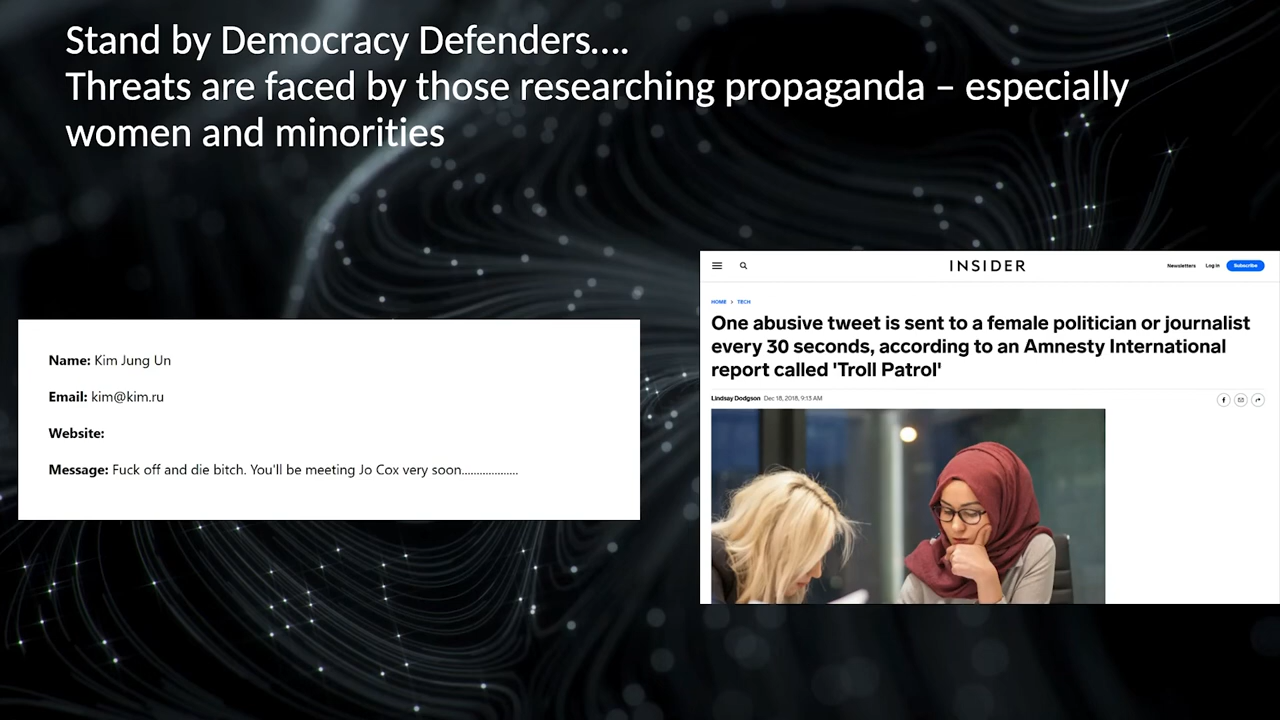 Stand by Democracy Defenders....
Threats are faced by those researching propaganda – especially
women and minorities
Name: Kim Jung Un
Email: kim@kim.ru
Website:
Message: Fuck off and die bitch. You'll be meeting Jo Cox very soon..................
INSIDER
Newsletters Log in Subscribe
HOME > TECH
One abusive tweet is sent to a female politician or journalist
every 30 seconds, according to an Amnesty International
report called 'Troll Patrol'
Lindsay Dodgson Dec 18, 2018, 9:13 AM